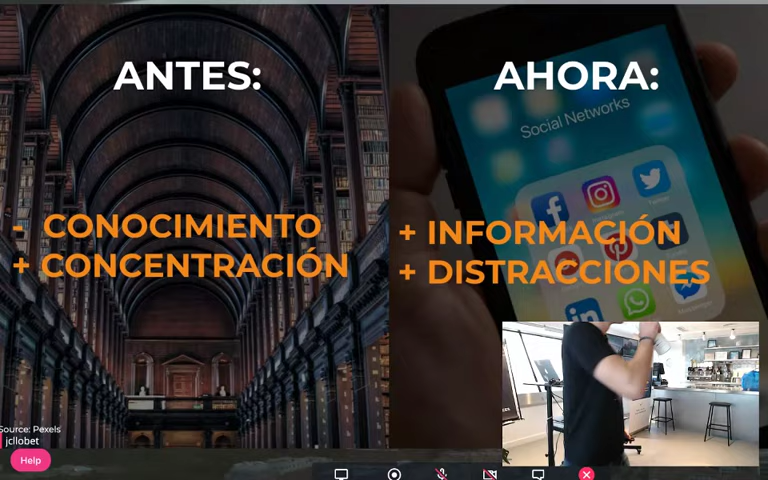 ANTES:
- CONOCIMIENTO
+ CONCENTRACIÓN
AHORA:
Social Networks
+ INFORMACIÓN
+ DISTRACCIONES
Source: Pexels
jcllobet
Help